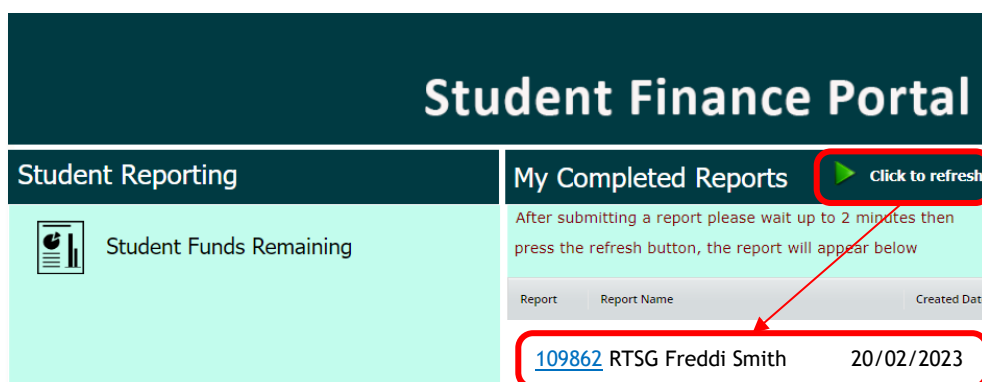 Student Finance Portal
Student Reporting
Student Funds Remaining
My Completed Reports
Click to refresh
After submitting a report please wait up to 2 minutes then
press the refresh button, the report will appear below
Report Report Name Created Dat
109862 RTSG Freddi Smith 20/02/2023